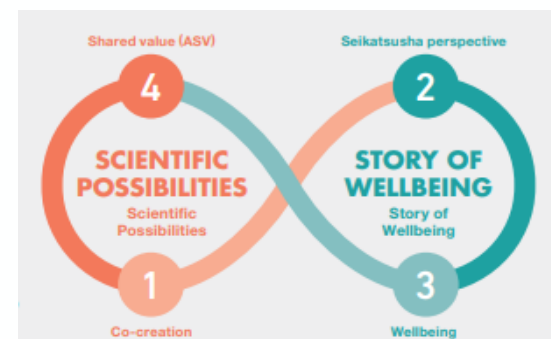 Shared value (ASV)
Seikatsusha perspective
4
2
SCIENTIFIC
POSSIBILITIES
Scientific
Possibilities
STORY OF
WELLBEING
Story of
Wellbeing
1
3
Co-creation
Wellbeing